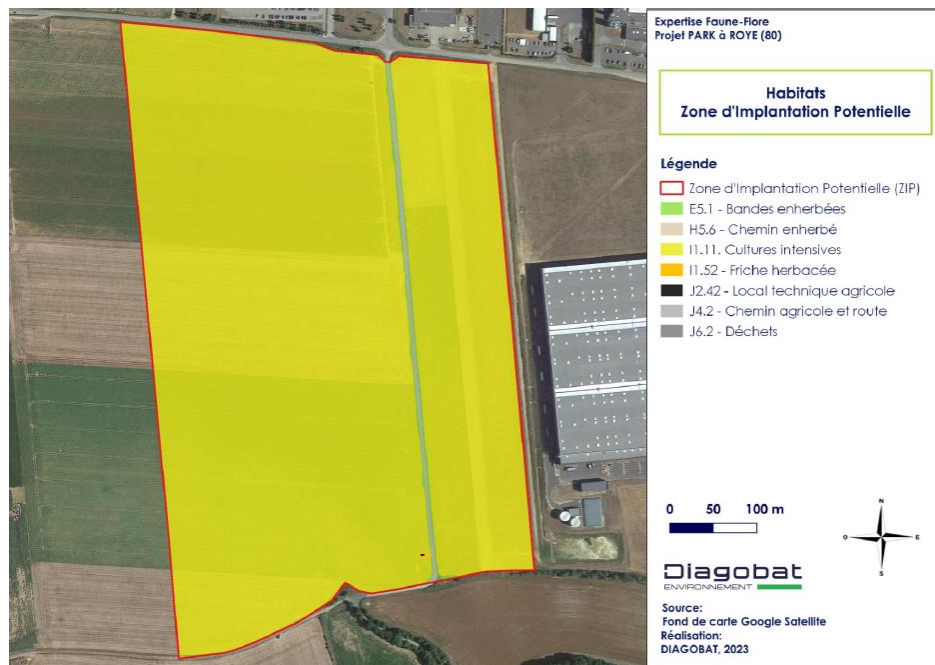 Expertise Faune-Flore
Projet PARK à ROYE (80)
Habitats
Zone d'Implantation Potentielle
Légende
Zone d'Implantation Potentielle (ZIP)
E5.1 - Bandes enherbées
H5.6 - Chemin enherbé
I1.11. Cultures intensives
I1.52 - Friche herbacée
J2.42 - Local technique agricole
J4.2 - Chemin agricole et route
J6.2 - Déchets
0 50 100 m
N
O E
S
Diagobat
ENVIRONNEMENT
Source:
Fond de carte Google Satellite
Réalisation:
DIAGOBAT, 2023